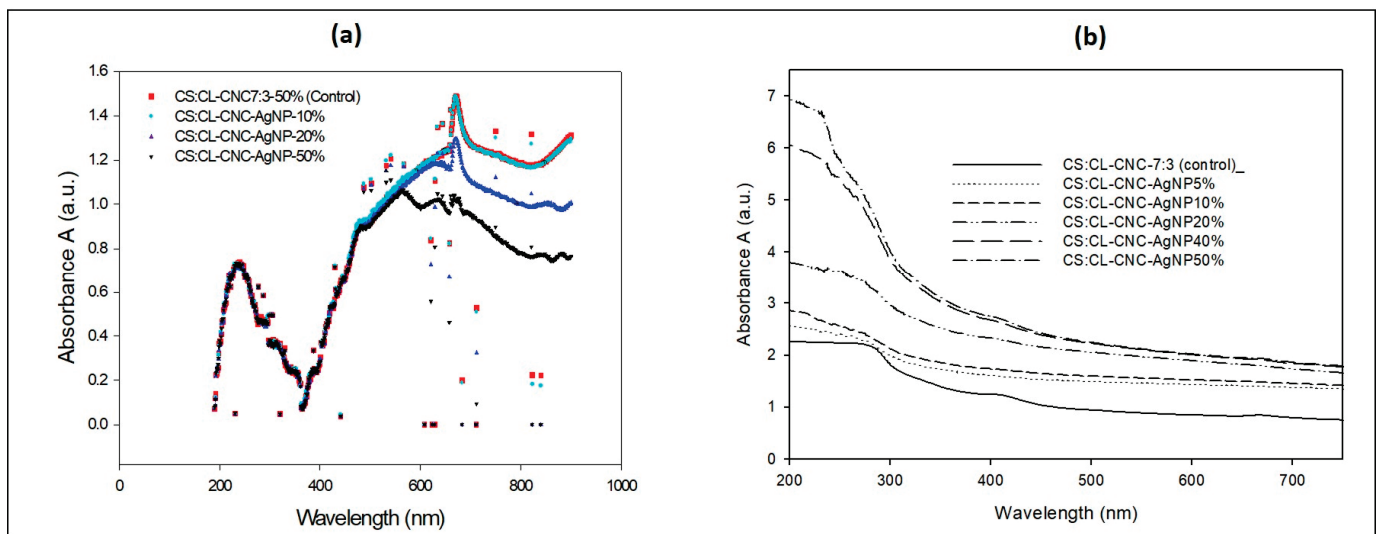 (a)
1.6
1.4
1.2
1.0
0.8
0.6
0.4
0.2
0.0
Absorbance A (a.u.)
CS:CL-CNC7:3-50% (Control)
CS:CL-CNC-AgNP-10%
CS:CL-CNC-AgNP-20%
CS:CL-CNC-AgNP-50%
0 200 400 600 800 1000
Wavelength (nm)
(b)
7
6
5
4
3
2
1
0
Absorbance A (a.u.)
CS:CL-CNC-7:3 (control)_
CS:CL-CNC-AgNP5%
CS:CL-CNC-AgNP10%
CS:CL-CNC-AgNP20%
CS:CL-CNC-AgNP40%
CS:CL-CNC-AgNP50%
200 300 400 500 600 700
Wavelength (nm)